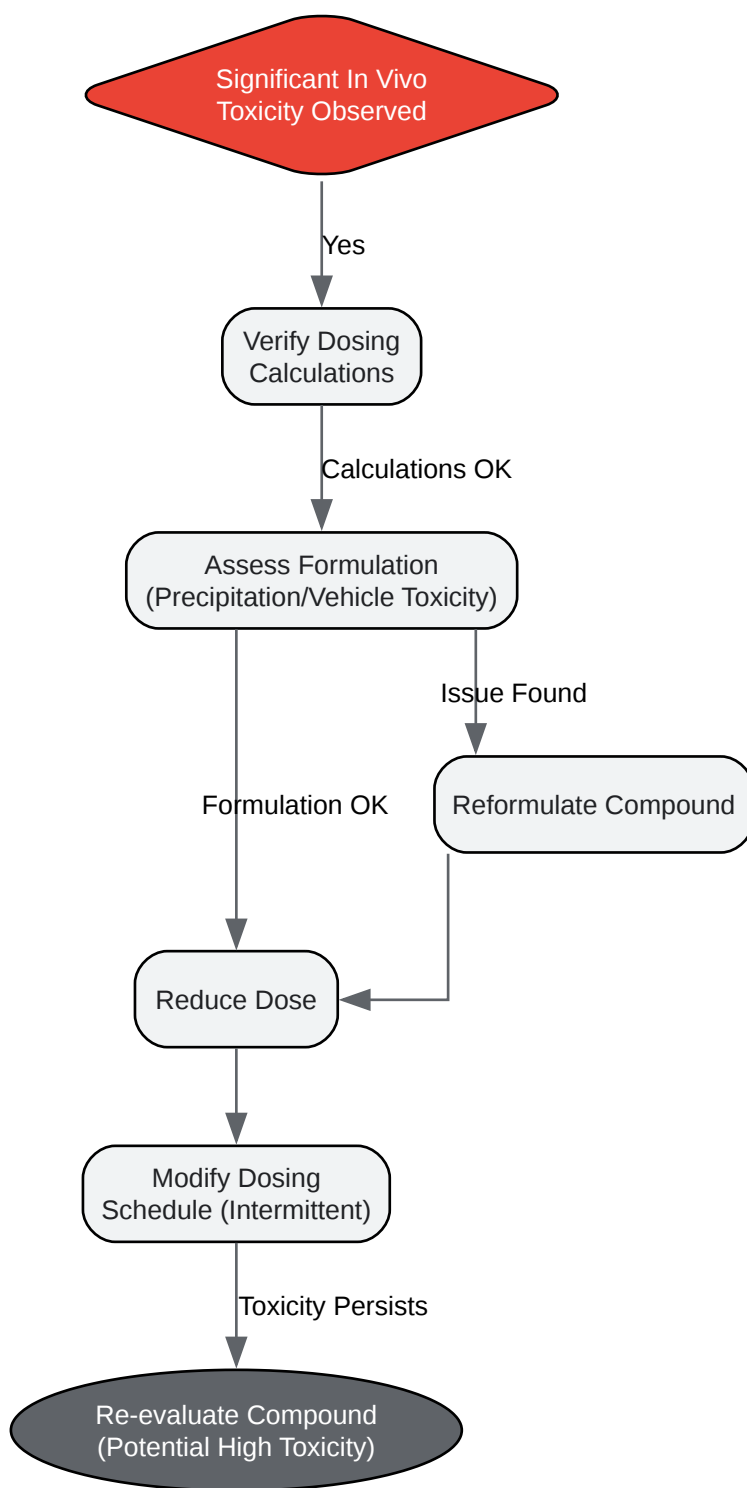 Significant In Vivo
Toxicity Observed
Yes
Verify Dosing
Calculations
Calculations OK
Assess Formulation
(Precipitation/Vehicle Toxicity)
Issue Found
Formulation OK
Reformulate Compound
Reduce Dose
Modify Dosing
Schedule (Intermittent)
Toxicity Persists
Re-evaluate Compound
(Potential High Toxicity)